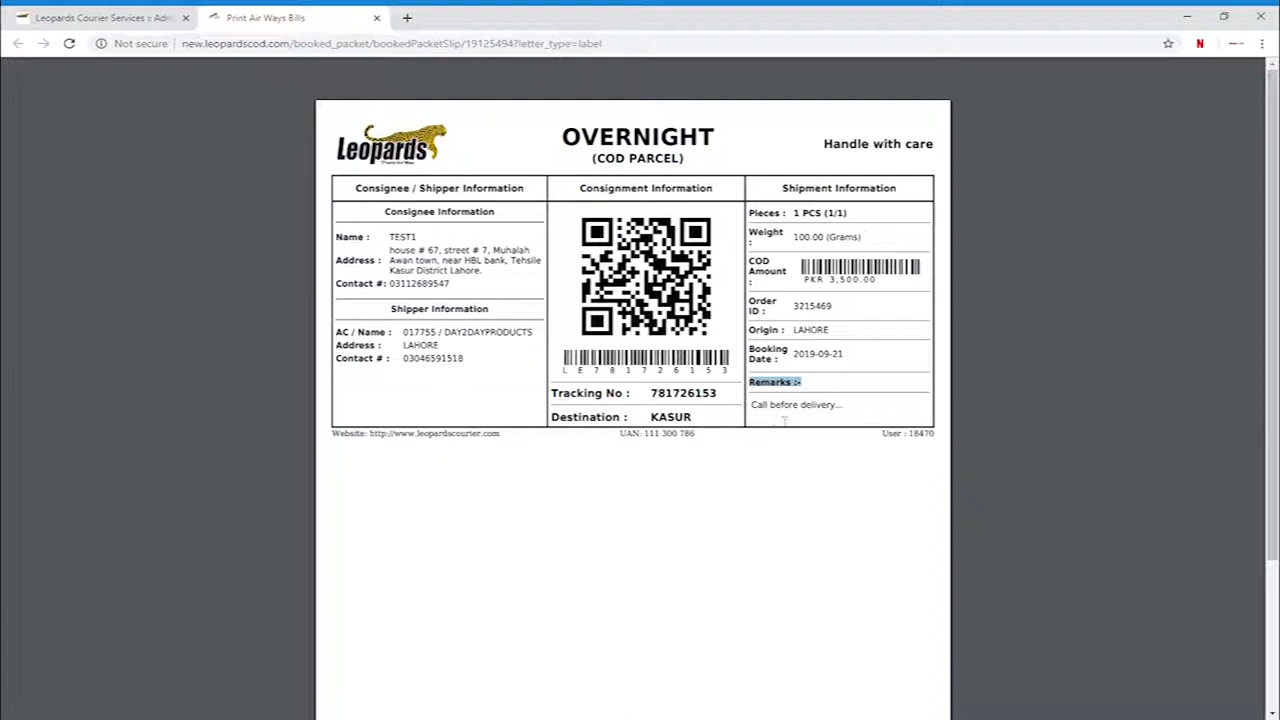 Leopards Courier Services :: Adm
Print Air Ways Bills
Not secure
new.leopardscod.com/booked_packet/bookedPacketSlip/19125494?letter_type=label
N
Leopards
OVERNIGHT
(COD PARCEL)
Handle with care
Consignee / Shipper Information
Consignee Information
Name : TEST1
Address : house # 67, street # 7, Muhalah
Awan town, near HBL bank, Tehsile
Kasur District Lahore.
Contact #: 03112689547
Shipper Information
AC / Name : 017755 / DAY2DAYPRODUCTS
Address : LAHORE
Contact # : 03046591518
Consignment Information
L E 7 8 1 7 2 6 1 5 3
Tracking No : 781726153
Destination : KASUR
Shipment Information
Pieces : 1 PCS (1/1)
Weight : 100.00 (Grams)
COD Amount : PKR 3,500.00
Order ID : 3215469
Origin : LAHORE
Booking Date : 2019-09-21
Remarks :-
Call before delivery...
Website: http://www.leopardscourier.com
UAN: 111 300 786
User : 18470